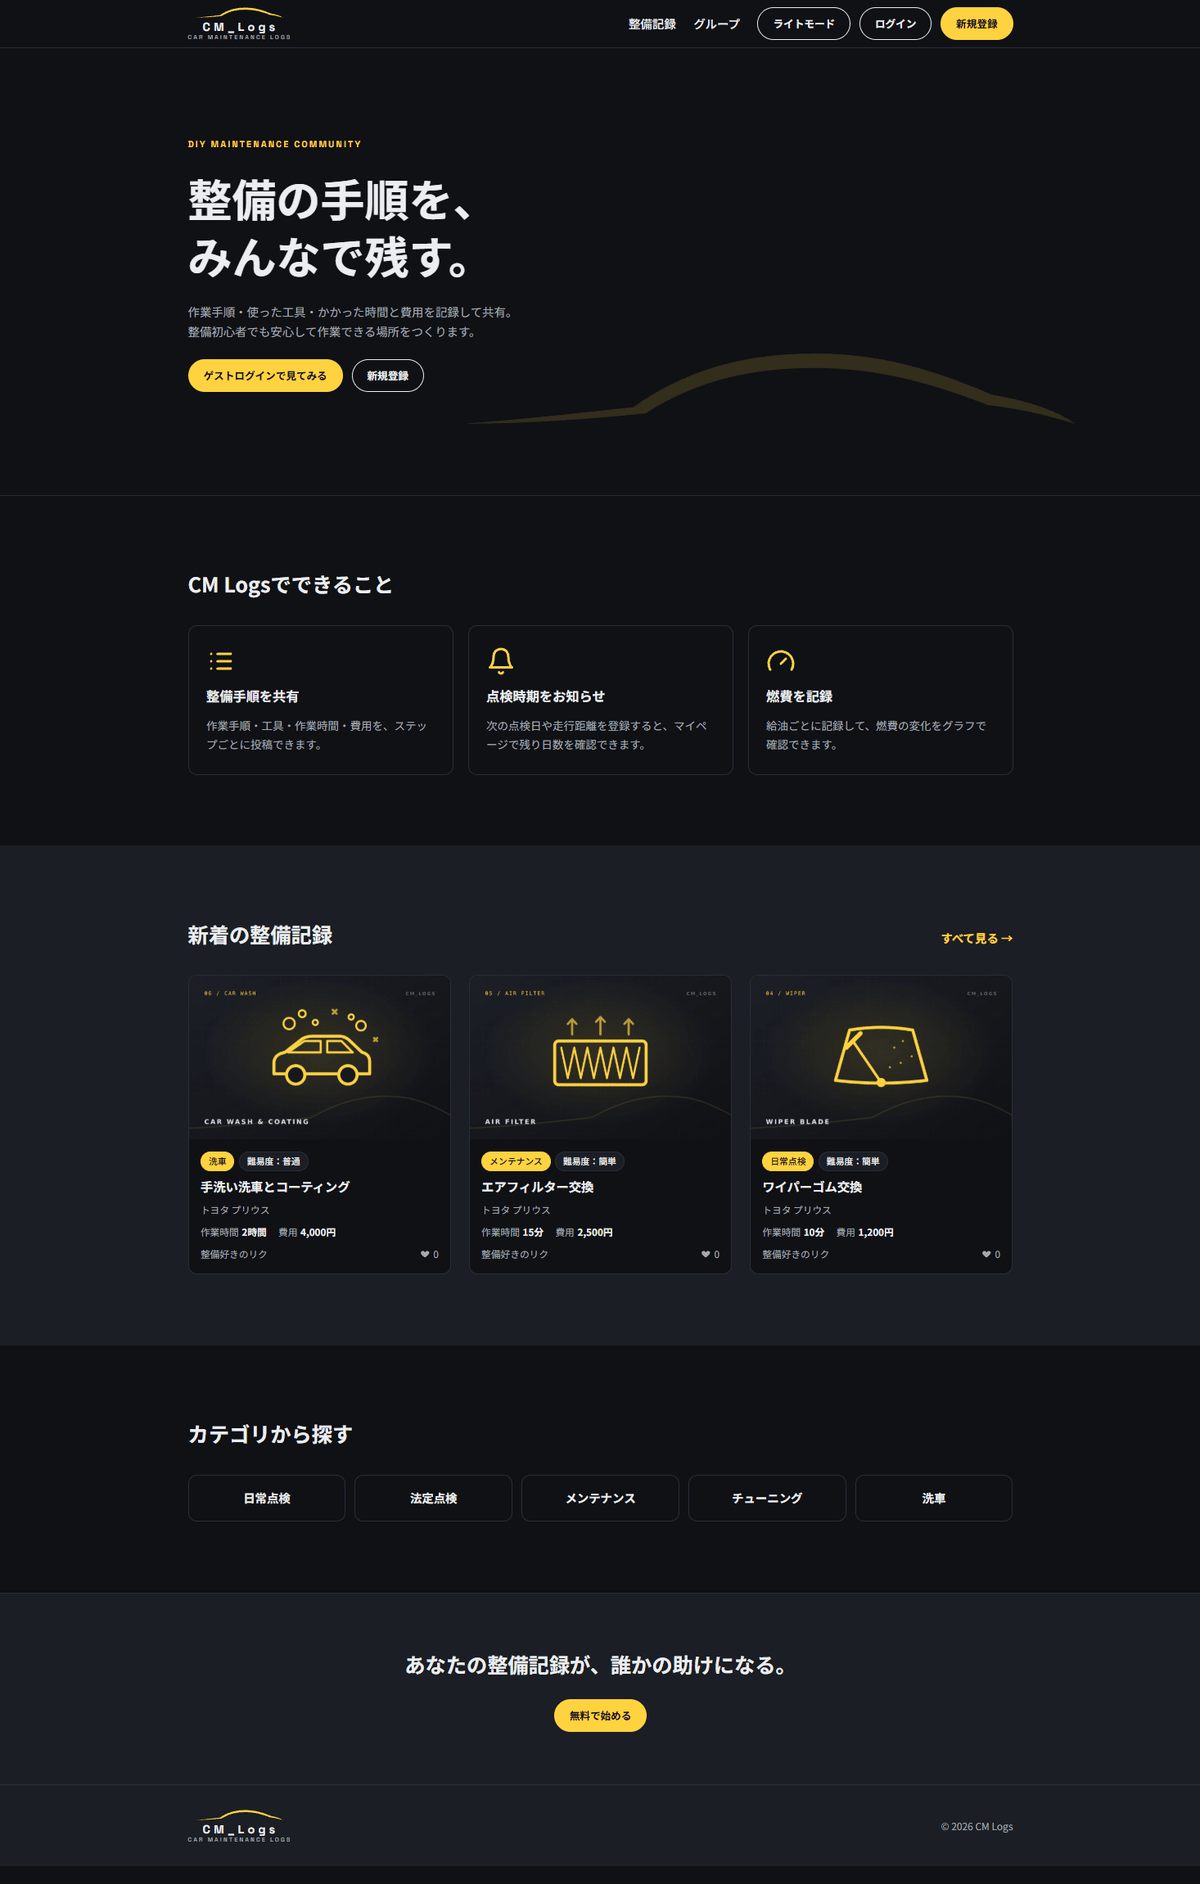 CM_Logs
CAR MAINTENANCE LOGS
整備記録 グループ ライトモード ログイン 新規登録
DIY MAINTENANCE COMMUNITY
整備の手順を、
みんなで残す。
作業手順・使った工具・かかった時間と費用を記録して共有。
整備初心者でも安心して作業できる場所をつくります。
ゲストログインで見てみる 新規登録
CM Logsでできること
整備手順を共有
作業手順・工具・作業時間・費用を、ステッ
プごとに投稿できます。
点検時期をお知らせ
次の点検日や走行距離を登録すると、マイペ
ージで残り日数を確認できます。
燃費を記録
給油ごとに記録して、燃費の変化をグラフで
確認できます。
新着の整備記録
すべて見る →
06 / CAR WASH CM_LOGS
CAR WASH & COATING
洗車 難易度：普通
手洗い洗車とコーティング
トヨタ プリウス
作業時間 2時間 費用 4,000円
整備好きのリク ♥ 0
05 / AIR FILTER CM_LOGS
AIR FILTER
メンテナンス 難易度：簡単
エアフィルター交換
トヨタ プリウス
作業時間 15分 費用 2,500円
整備好きのリク ♥ 0
04 / WIPER CM_LOGS
WIPER BLADE
日常点検 難易度：簡単
ワイパーゴム交換
トヨタ プリウス
作業時間 10分 費用 1,200円
整備好きのリク ♥ 0
カテゴリから探す
日常点検 法定点検 メンテナンス チューニング 洗車
あなたの整備記録が、誰かの助けになる。
無料で始める
CM_Logs
CAR MAINTENANCE LOGS
© 2026 CM Logs